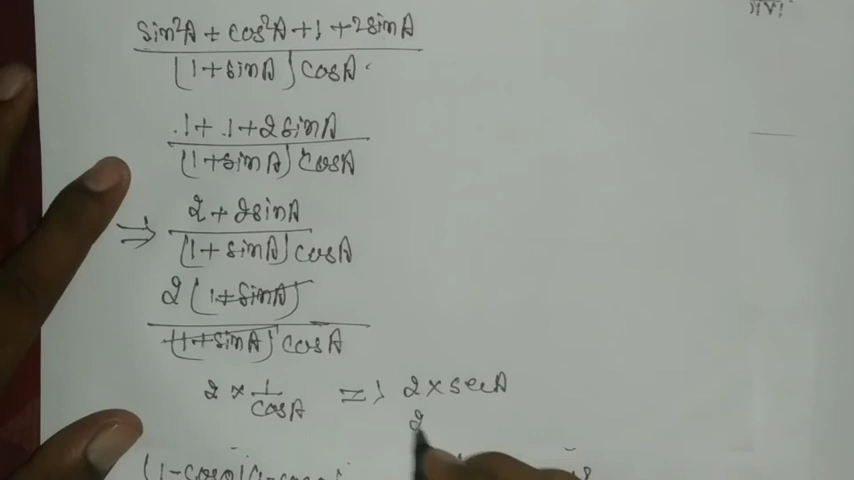 sin²A + cos²A + 1 + 2sinA
(1+sinA) cosA
1 + 1 + 2sinA
(1+sinA) cosA
⇒ 2 + 2sinA
(1 + sinA) cosA
2 (1+sinA)
(1+sinA) cosA
2 × 1/cosA ⇒ 2 × secA
2